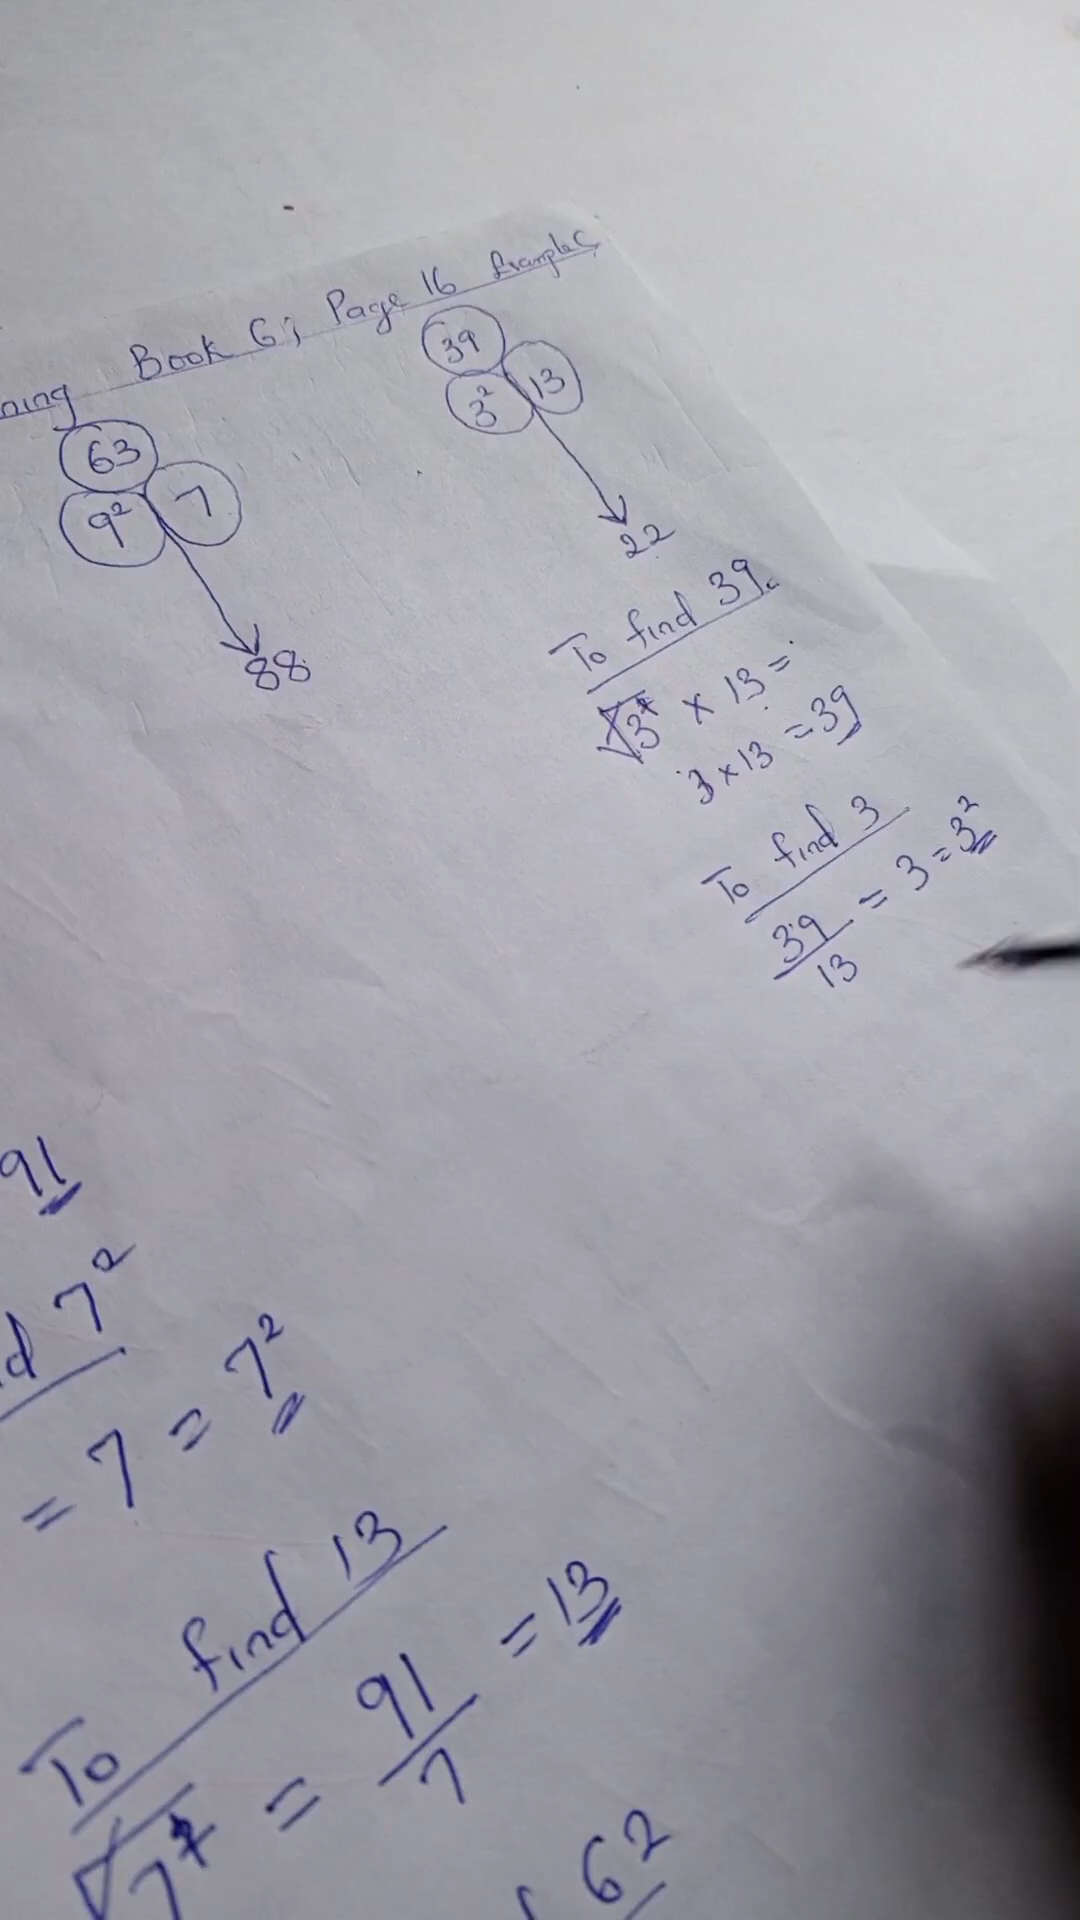 Book 6; Page 16 Examples
63
9² 7
88
39
3² 13
22
To find 39
√3² × 13 =
3 × 13 = 39
To find 3
39/13 = 3 = 3²
91
d 7²
= 7 = 7²
To find 13
√7² = 91/7 = 13
62